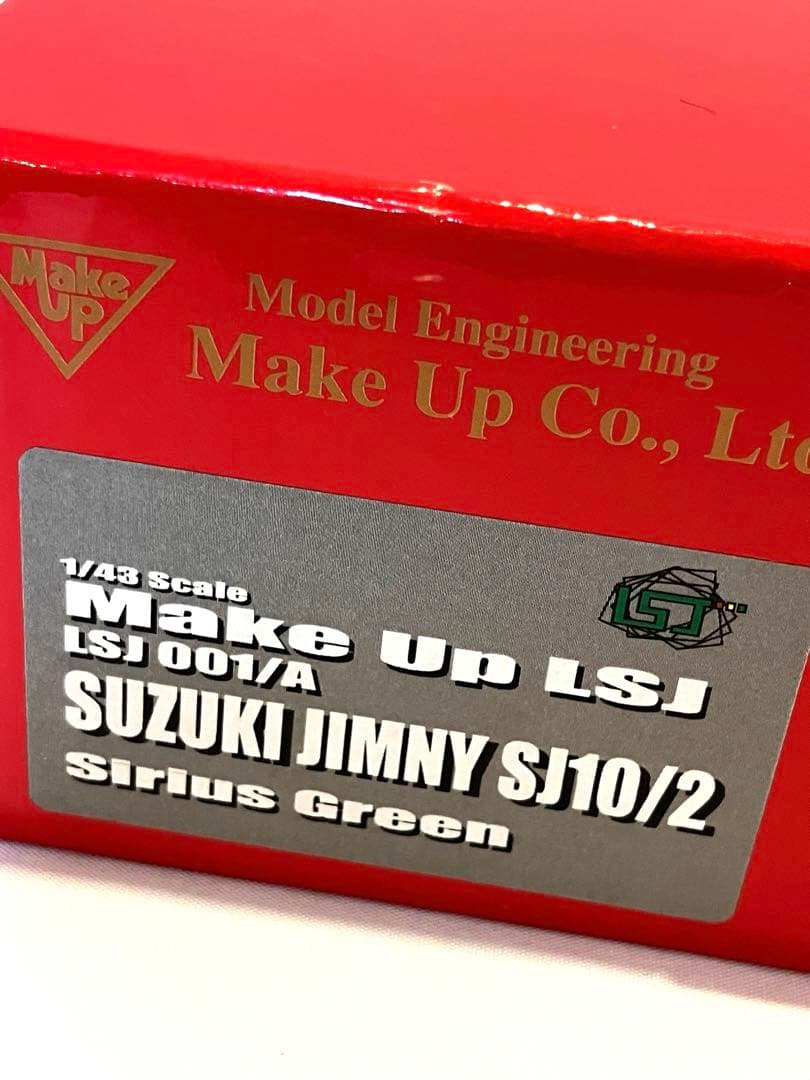 Make
Up
Model Engineering
Make Up Co., Ltd
1/43 Scale
LSJ
Make Up LSJ
LSJ 001/A
SUZUKI JIMNY SJ10/2
Sirius Green